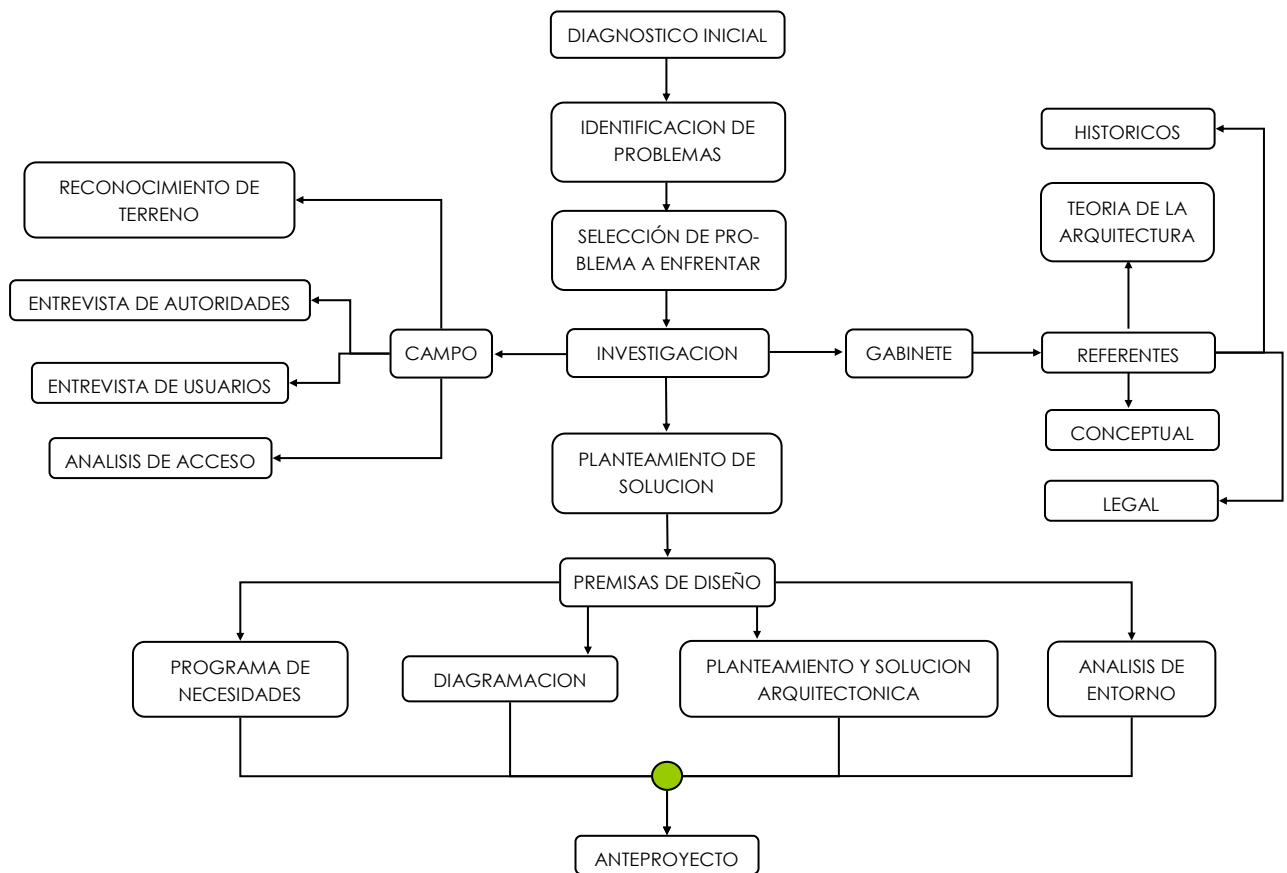 DIAGNOSTICO INICIAL
IDENTIFICACION DE
PROBLEMAS
HISTORICOS
RECONOCIMIENTO DE
TERRENO
TEORIA DE LA
ARQUITECTURA
SELECCIÓN DE PRO-
BLEMA A ENFRENTAR
ENTREVISTA DE AUTORIDADES
CAMPO
INVESTIGACION
GABINETE
REFERENTES
ENTREVISTA DE USUARIOS
CONCEPTUAL
ANALISIS DE ACCESO
PLANTEAMIENTO DE
SOLUCION
LEGAL
PREMISAS DE DISEÑO
PROGRAMA DE
NECESIDADES
DIAGRAMACION
PLANTEAMIENTO Y SOLUCION
ARQUITECTONICA
ANALISIS DE
ENTORNO
ANTEPROYECTO